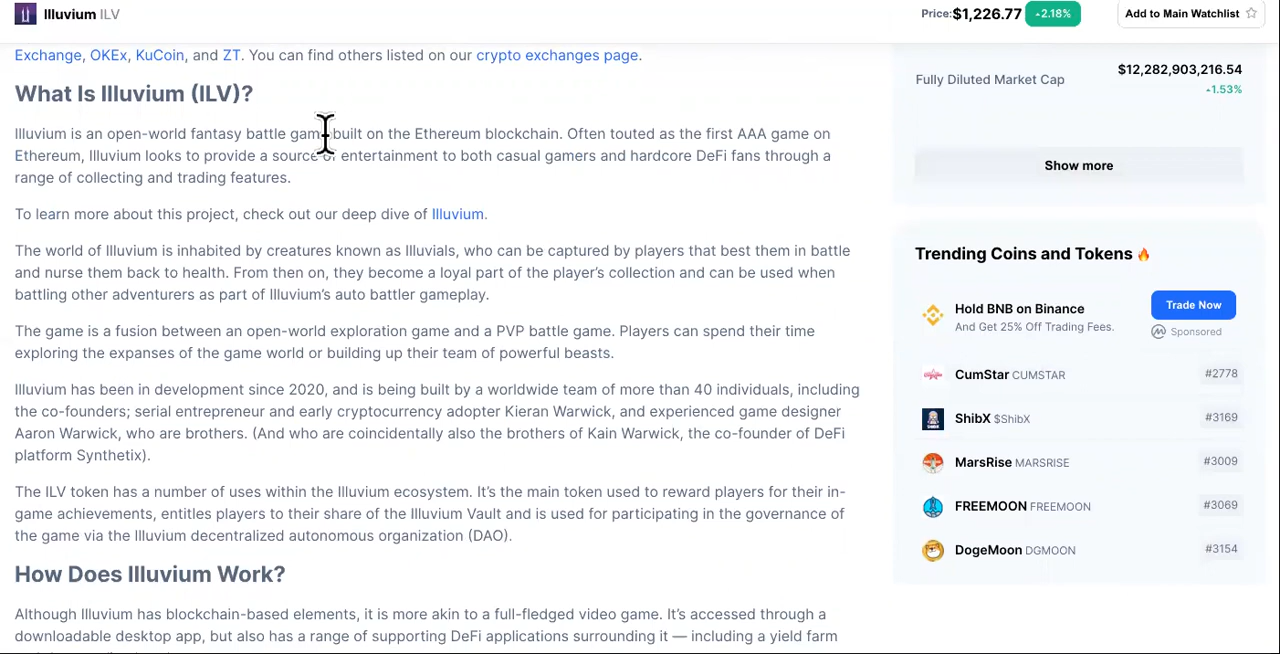 Illuvium ILV
Price: $1,226.77 2.18%
Add to Main Watchlist
Exchange, OKEx, KuCoin, and ZT. You can find others listed on our crypto exchanges page.
What Is Illuvium (ILV)?
Illuvium is an open-world fantasy battle game built on the Ethereum blockchain. Often touted as the first AAA game on
Ethereum, Illuvium looks to provide a source of entertainment to both casual gamers and hardcore DeFi fans through a
range of collecting and trading features.
To learn more about this project, check out our deep dive of Illuvium.
The world of Illuvium is inhabited by creatures known as Illuvials, who can be captured by players that best them in battle
and nurse them back to health. From then on, they become a loyal part of the player's collection and can be used when
battling other adventurers as part of Illuvium's auto battler gameplay.
The game is a fusion between an open-world exploration game and a PVP battle game. Players can spend their time
exploring the expanses of the game world or building up their team of powerful beasts.
Illuvium has been in development since 2020, and is being built by a worldwide team of more than 40 individuals, including
the co-founders; serial entrepreneur and early cryptocurrency adopter Kieran Warwick, and experienced game designer
Aaron Warwick, who are brothers. (And who are coincidentally also the brothers of Kain Warwick, the co-founder of DeFi
platform Synthetix).
The ILV token has a number of uses within the Illuvium ecosystem. It's the main token used to reward players for their in-
game achievements, entitles players to their share of the Illuvium Vault and is used for participating in the governance of
the game via the Illuvium decentralized autonomous organization (DAO).
How Does Illuvium Work?
Although Illuvium has blockchain-based elements, it is more akin to a full-fledged video game. It's accessed through a
downloadable desktop app, but also has a range of supporting DeFi applications surrounding it — including a yield farm
Fully Diluted Market Cap
$12,282,903,216.54
1.53%
Show more
Trending Coins and Tokens 🔥
Hold BNB on Binance
And Get 25% Off Trading Fees.
Trade Now
Sponsored
CumStar CUMSTAR #2778
ShibX $ShibX #3169
MarsRise MARSRISE #3009
FREEMOON FREEMOON #3069
DogeMoon DGMOON #3154